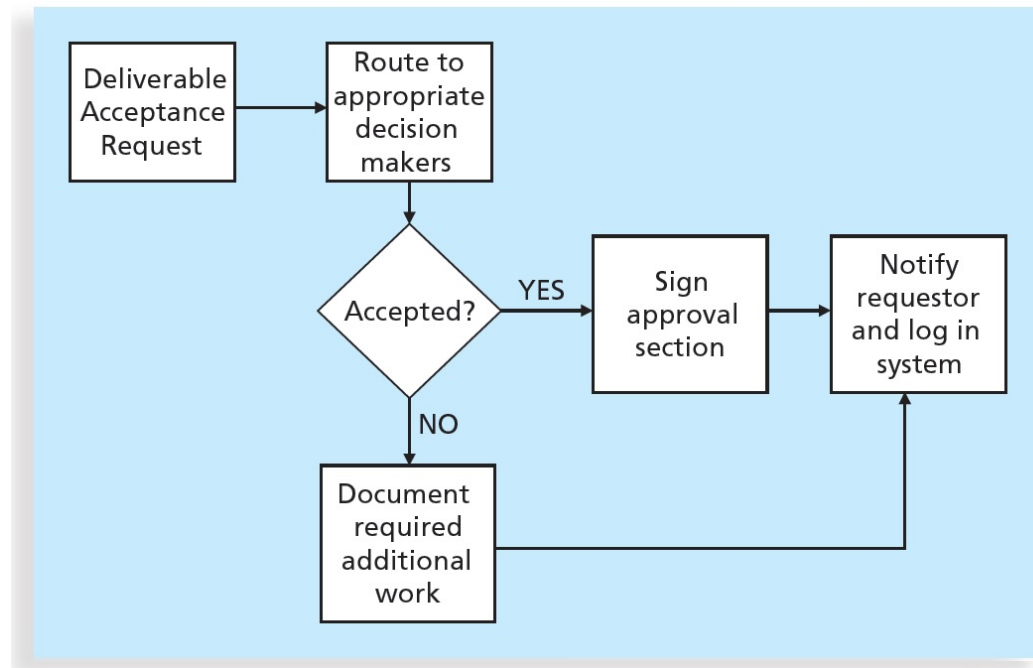 Deliverable
Acceptance
Request
Route to
appropriate
decision
makers
Accepted?
YES
Sign
approval
section
Notify
requestor
and log in
system
NO
Document
required
additional
work